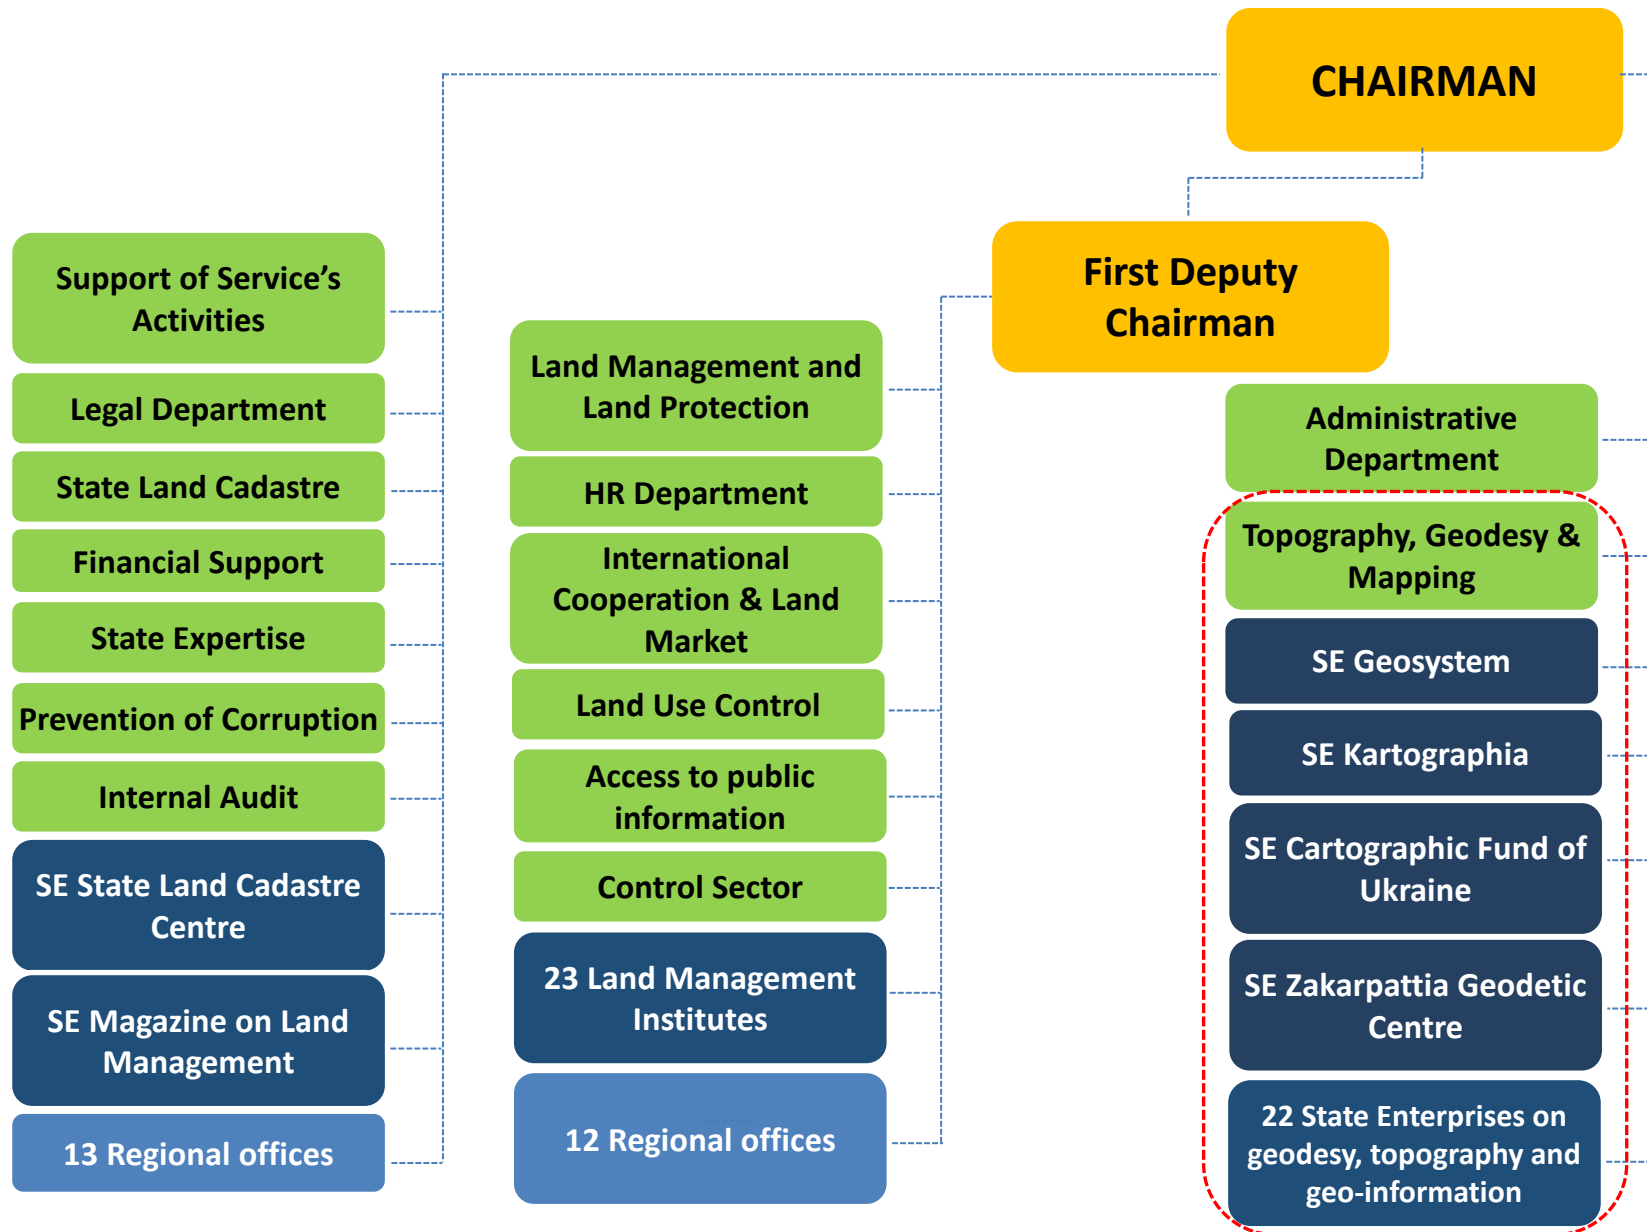 CHAIRMAN
First Deputy
Chairman
Support of Service’s
Activities
Legal Department
State Land Cadastre
Financial Support
State Expertise
Prevention of Corruption
Internal Audit
SE State Land Cadastre
Centre
SE Magazine on Land
Management
13 Regional offices
Land Management and
Land Protection
HR Department
International
Cooperation & Land
Market
Land Use Control
Access to public
information
Control Sector
23 Land Management
Institutes
12 Regional offices
Administrative
Department
Topography, Geodesy &
Mapping
SE Geosystem
SE Kartographia
SE Cartographic Fund of
Ukraine
SE Zakarpattia Geodetic
Centre
22 State Enterprises on
geodesy, topography and
geo-information